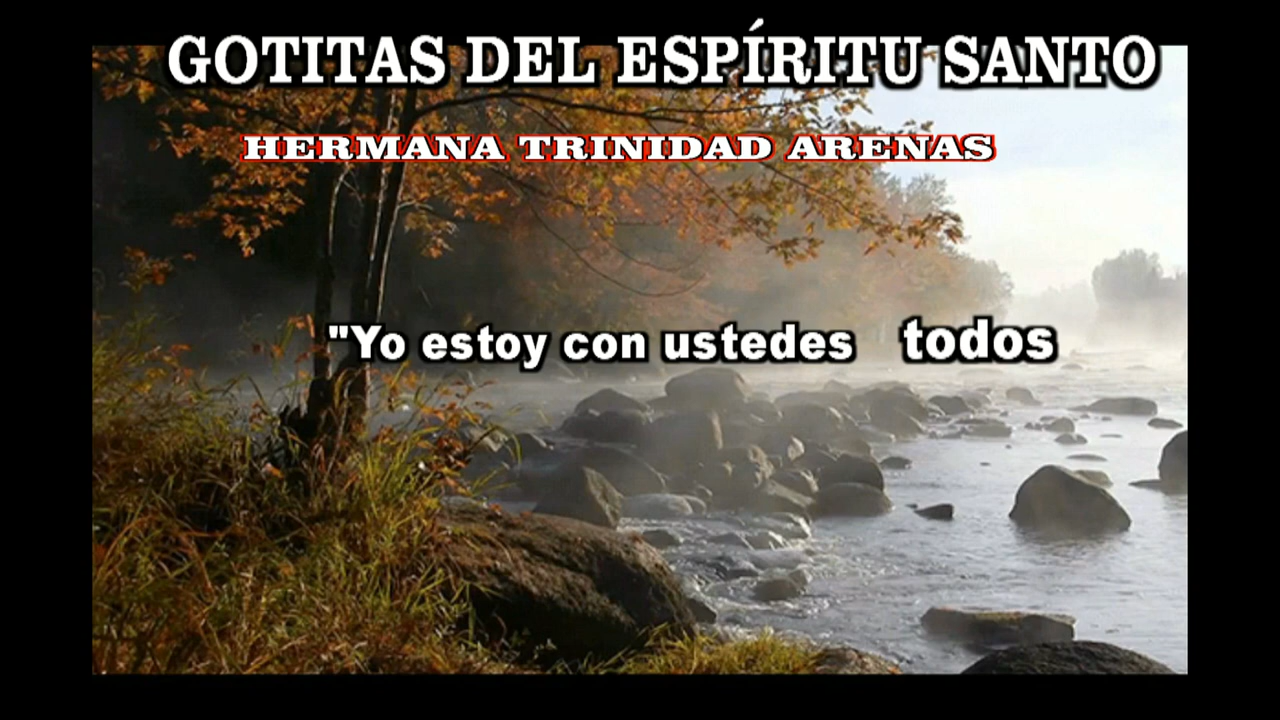 GOTITAS DEL ESPÍRITU SANTO
HERMANA TRINIDAD ARENAS
"Yo estoy con ustedes todos